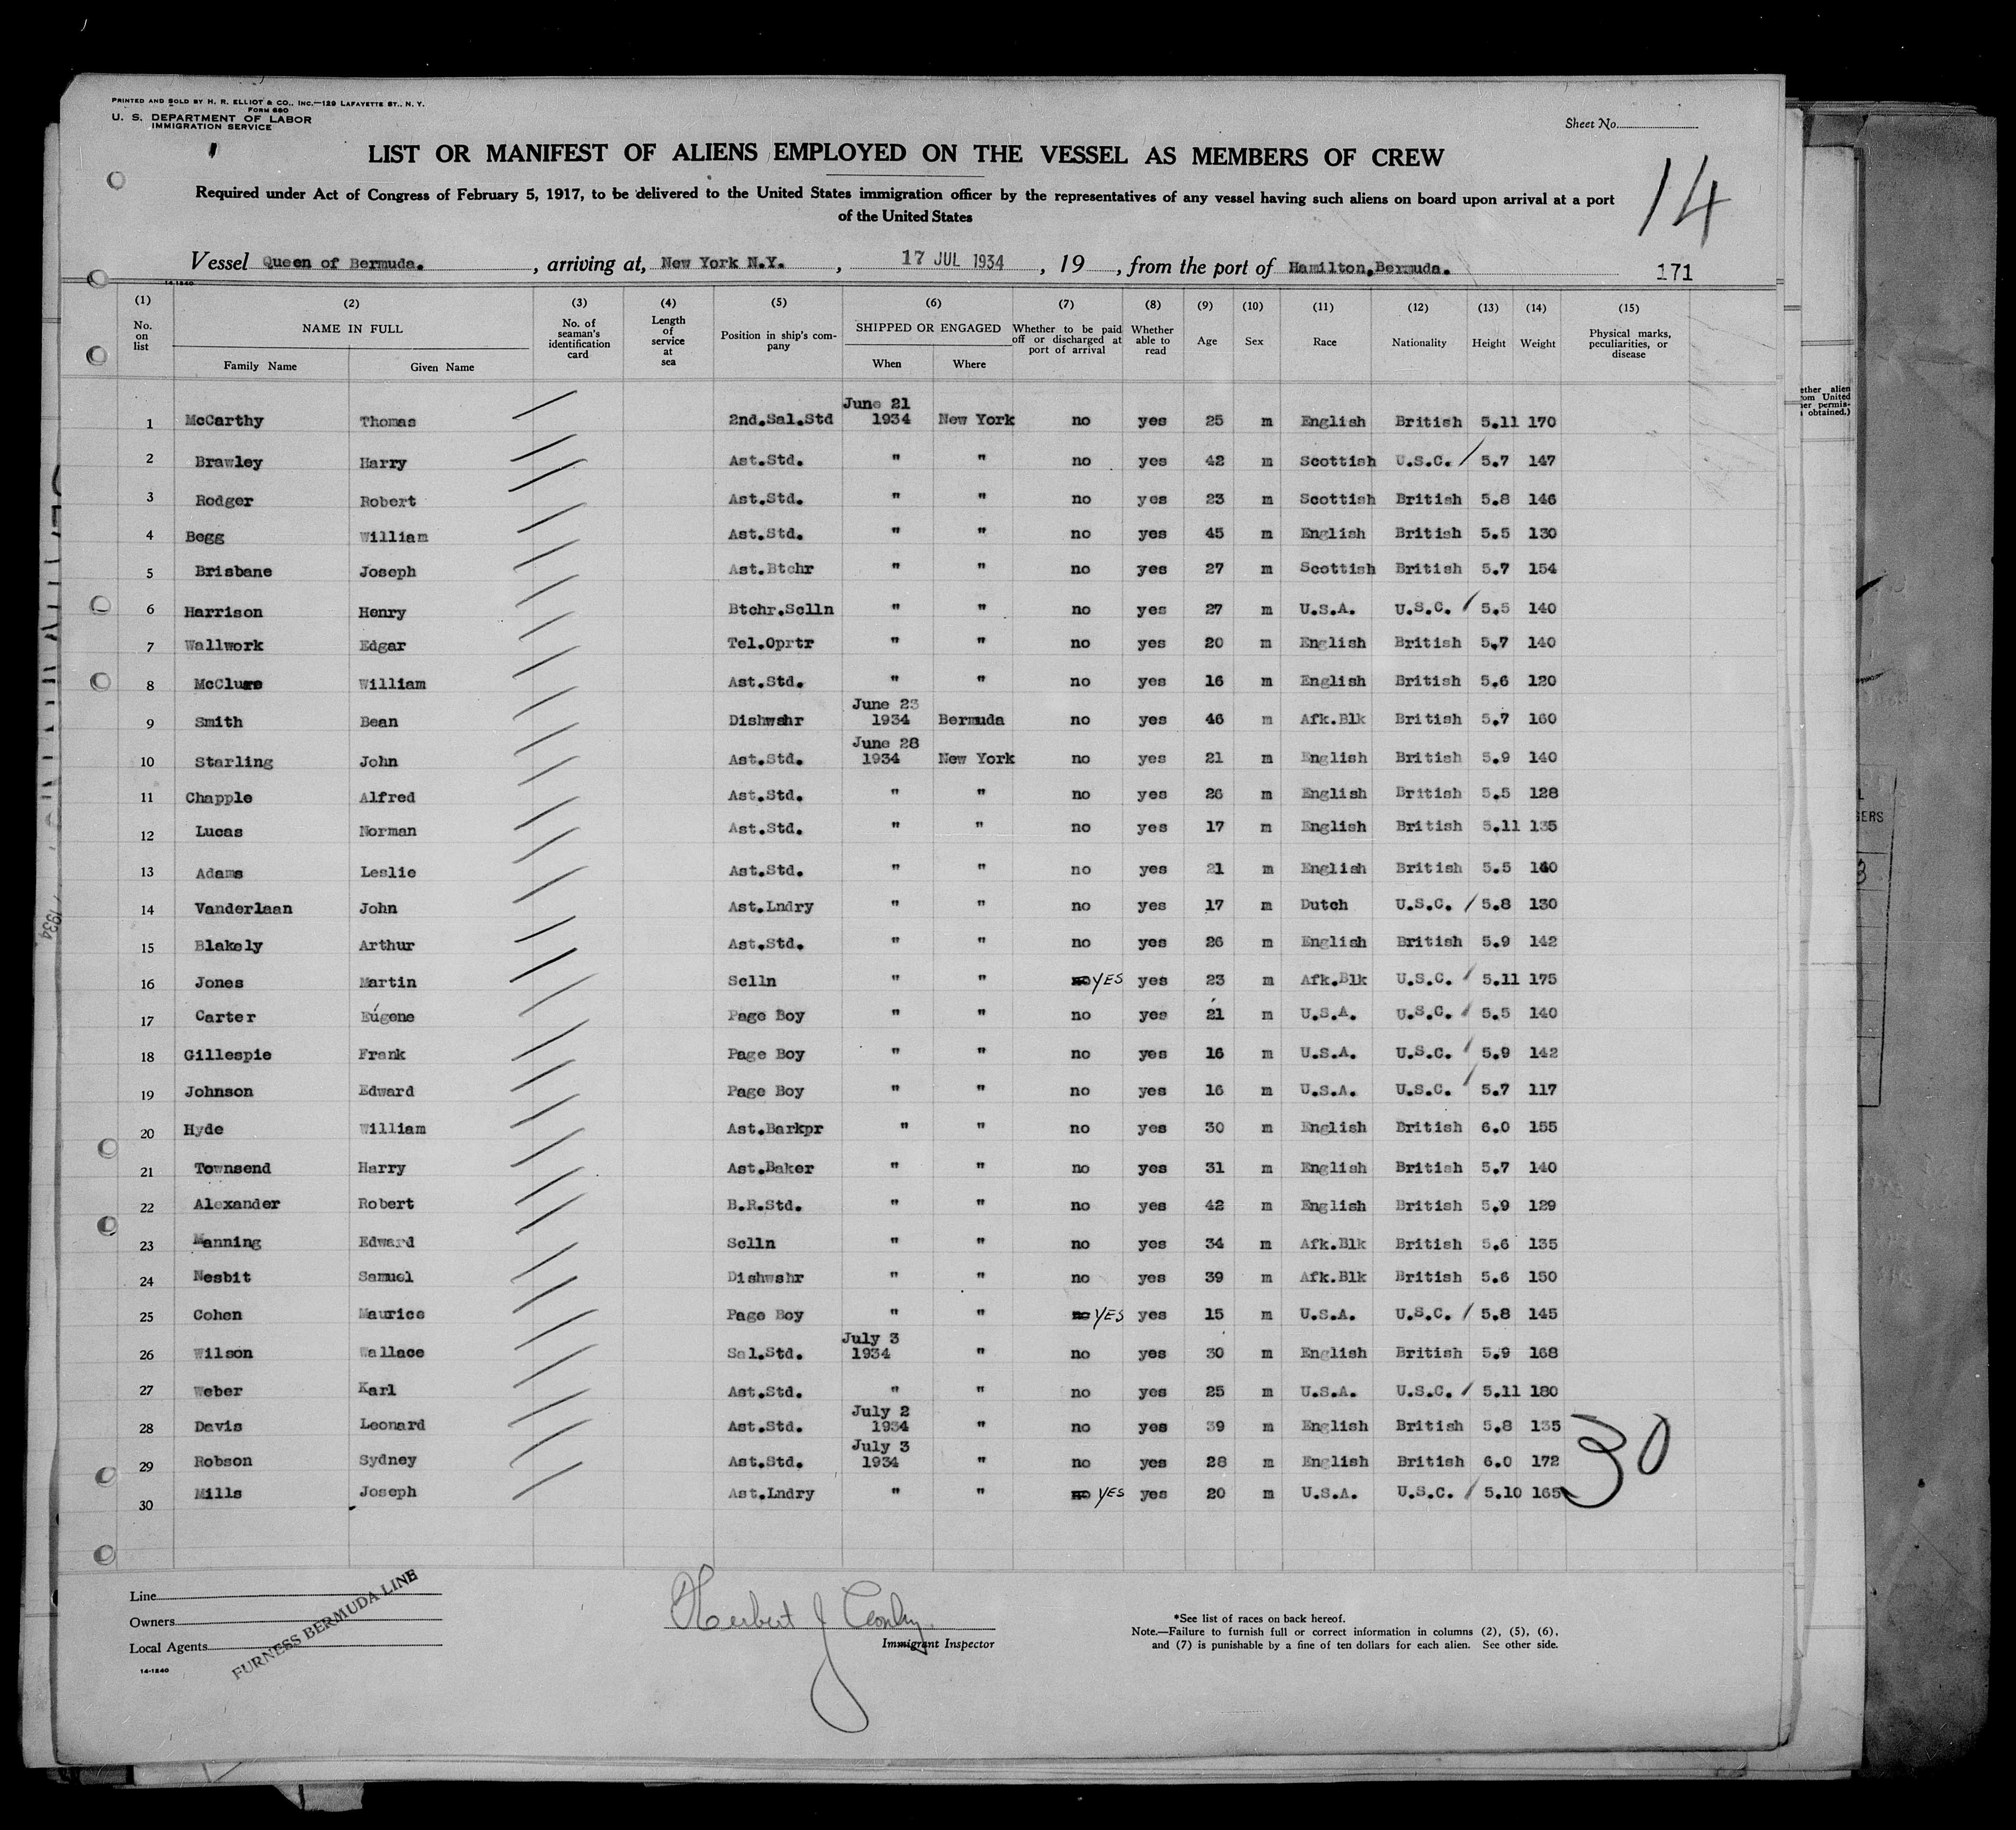 PRINTED AND SOLD BY H. R. ELLIOT & CO., INC.—129 LAFAYETTE ST., N. Y.
FORM 680
U. S. DEPARTMENT OF LABOR
IMMIGRATION SERVICE
Sheet No.
LIST OR MANIFEST OF ALIENS EMPLOYED ON THE VESSEL AS MEMBERS OF CREW
14
Required under Act of Congress of February 5, 1917, to be delivered to the United States immigration officer by the representatives of any vessel having such aliens on board upon arrival at a port
of the United States
Vessel Queen of Bermuda. , arriving at, New York N.Y. , 17 JUL 1934 , 19 , from the port of Hamilton,Bermuda. 171
14-1240
(1) (2) (3) (4) (5) (6) (7) (8) (9) (10) (11) (12) (13) (14) (15)
No. on list NAME IN FULL Family Name Given Name No. of seaman's identification card Length of service at sea Position in ship's company SHIPPED OR ENGAGED When Where Whether to be paid off or discharged at port of arrival Whether able to read Age Sex Race Nationality Height Weight Physical marks, peculiarities, or disease
1 McCarthy Thomas 2nd.Sal.Std June 21 1934 New York no yes 25 m English British 5.11 170
2 Brawley Harry Ast.Std. " " no yes 42 m Scottish U.S.C. / 5.7 147
3 Rodger Robert Ast.Std. " " no yes 23 m Scottish British 5.8 146
4 Begg William Ast.Std. " " no yes 45 m English British 5.5 130
5 Brisbane Joseph Ast.Btchr " " no yes 27 m Scottish British 5.7 154
6 Harrison Henry Btchr.Sclln " " no yes 27 m U.S.A. U.S.C. / 5.5 140
7 Wallwork Edgar Tel.Oprtr " " no yes 20 m English British 5.7 140
8 McClure William Ast.Std. " " no yes 16 m English British 5.6 120
9 Smith Bean Dishwshr June 23 1934 Bermuda no yes 46 m Afk.Blk British 5.7 160
10 Starling John Ast.Std. June 28 1934 New York no yes 21 m English British 5.9 140
11 Chapple Alfred Ast.Std. " " no yes 26 m English British 5.5 128
12 Lucas Norman Ast.Std. " " no yes 17 m English British 5.11 135
13 Adams Leslie Ast.Std. " " no yes 21 m English British 5.5 140
14 Vanderlaan John Ast.Lndry " " no yes 17 m Dutch U.S.C. / 5.8 130
15 Blakely Arthur Ast.Std. " " no yes 26 m English British 5.9 142
16 Jones Martin Sclln " " no YES yes 23 m Afk.Blk U.S.C. / 5.11 175
17 Carter Eugene Page Boy " " no yes 21 m U.S.A. U.S.C. / 5.5 140
18 Gillespie Frank Page Boy " " no yes 16 m U.S.A. U.S.C. / 5.9 142
19 Johnson Edward Page Boy " " no yes 16 m U.S.A. U.S.C. / 5.7 117
20 Hyde William Ast.Barkpr " " no yes 30 m English British 6.0 155
21 Townsend Harry Ast.Baker " " no yes 31 m English British 5.7 140
22 Alexander Robert B.R.Std. " " no yes 42 m English British 5.9 129
23 Manning Edward Sclln " " no yes 34 m Afk.Blk British 5.6 135
24 Nesbit Samuel Dishwshr " " no yes 39 m Afk.Blk British 5.6 150
25 Cohen Maurice Page Boy " " no YES yes 15 m U.S.A. U.S.C. / 5.8 145
26 Wilson Wallace Sal.Std. July 3 1934 " no yes 30 m English British 5.9 168
27 Weber Karl Ast.Std. " " no yes 25 m U.S.A. U.S.C. / 5.11 180
28 Davis Leonard Ast.Std. July 2 1934 " no yes 39 m English British 5.8 135
29 Robson Sydney Ast.Std. July 3 1934 " no yes 28 m English British 6.0 172
30 Mills Joseph Ast.Lndry " " no YES yes 20 m U.S.A. U.S.C. / 5.10 165
30
Line
Owners
Local Agents
FURNESS BERMUDA LINE
14-1240
Herbert J
Immigrant Inspector
*See list of races on back hereof.
Note.—Failure to furnish full or correct information in columns (2), (5), (6),
and (7) is punishable by a fine of ten dollars for each alien. See other side.